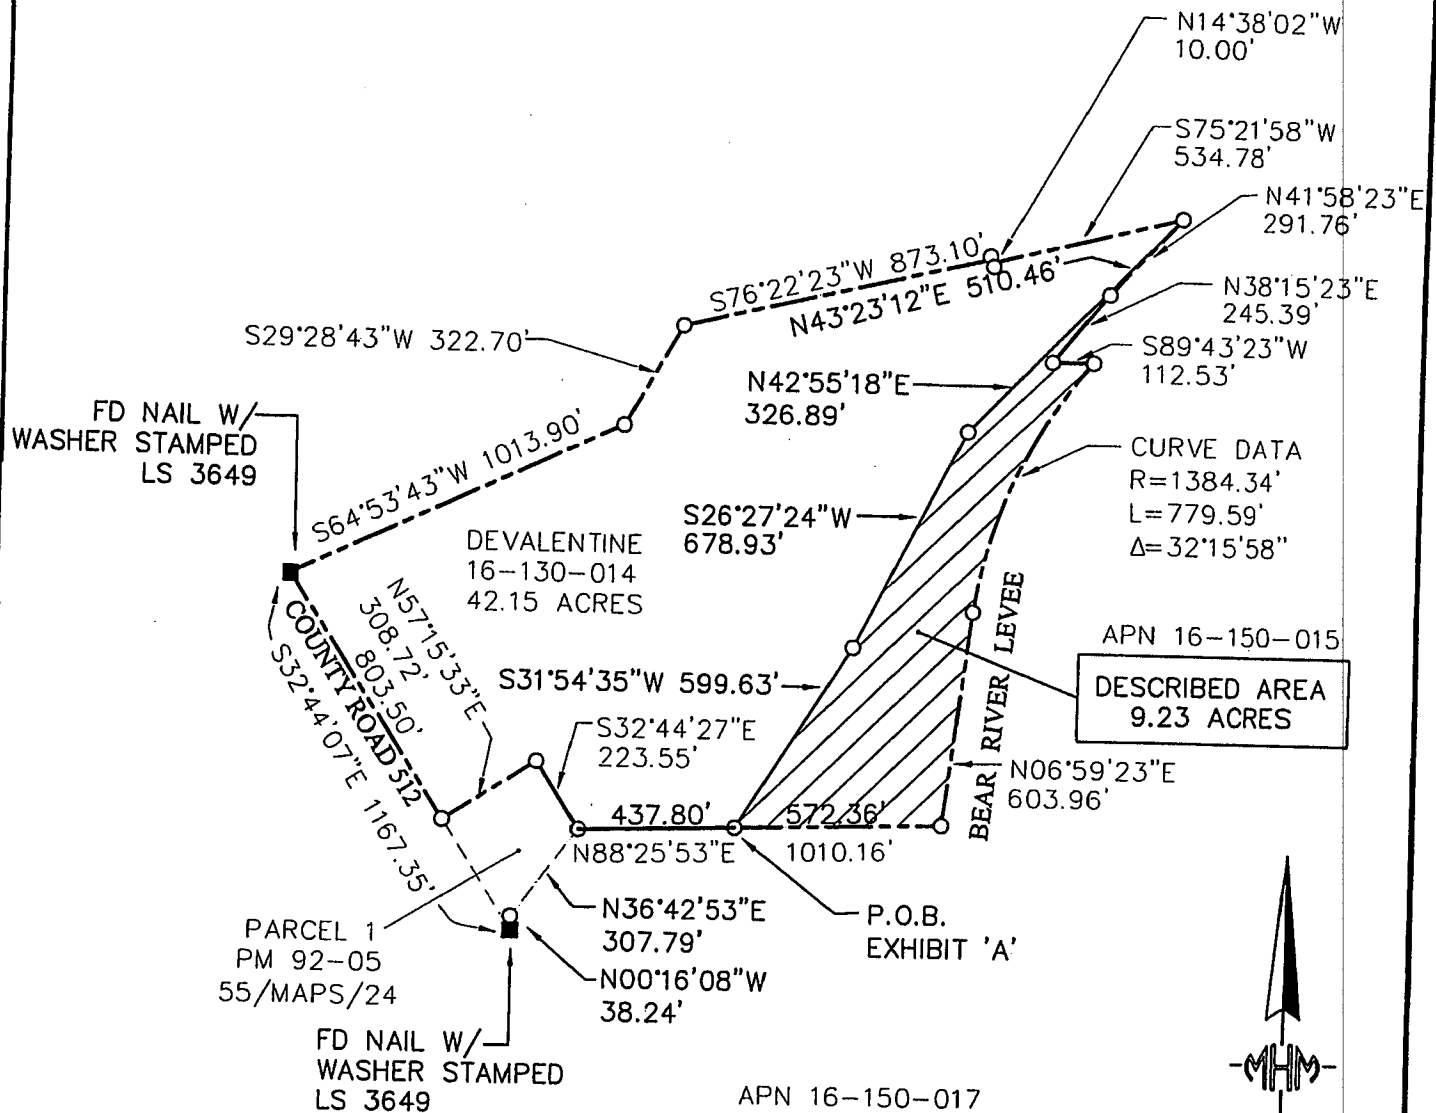 N14°38'02"W
10.00'
S75°21'58"W
534.78'
N41°58'23"E
291.76'
S76°22'23"W 873.10'
N43°23'12"E 510.46'
N38°15'23"E
245.39'
S29°28'43"W 322.70'
S89°43'23"W
112.53'
N42°55'18"E
326.89'
FD NAIL W/
WASHER STAMPED
LS 3649
S64°53'43"W 1013.90'
CURVE DATA
R=1384.34'
L=779.59'
Δ=32°15'58"
S26°27'24"W
678.93'
DEVALENTINE
16-130-014
42.15 ACRES
N57°15'33"E
308.72'
803.50'
COUNTY ROAD 512
S32°44'07"E 1167.35'
BEAR RIVER LEVEE
APN 16-150-015
DESCRIBED AREA
9.23 ACRES
S31°54'35"W 599.63'
S32°44'27"E
223.55'
N06°59'23"E
603.96'
437.80'
572.36'
N88°25'53"E
1010.16'
P.O.B.
EXHIBIT 'A'
N36°42'53"E
307.79'
PARCEL 1
PM 92-05
55/MAPS/24
N00°16'08"W
38.24'
FD NAIL W/
WASHER STAMPED
LS 3649
APN 16-150-017
MHM